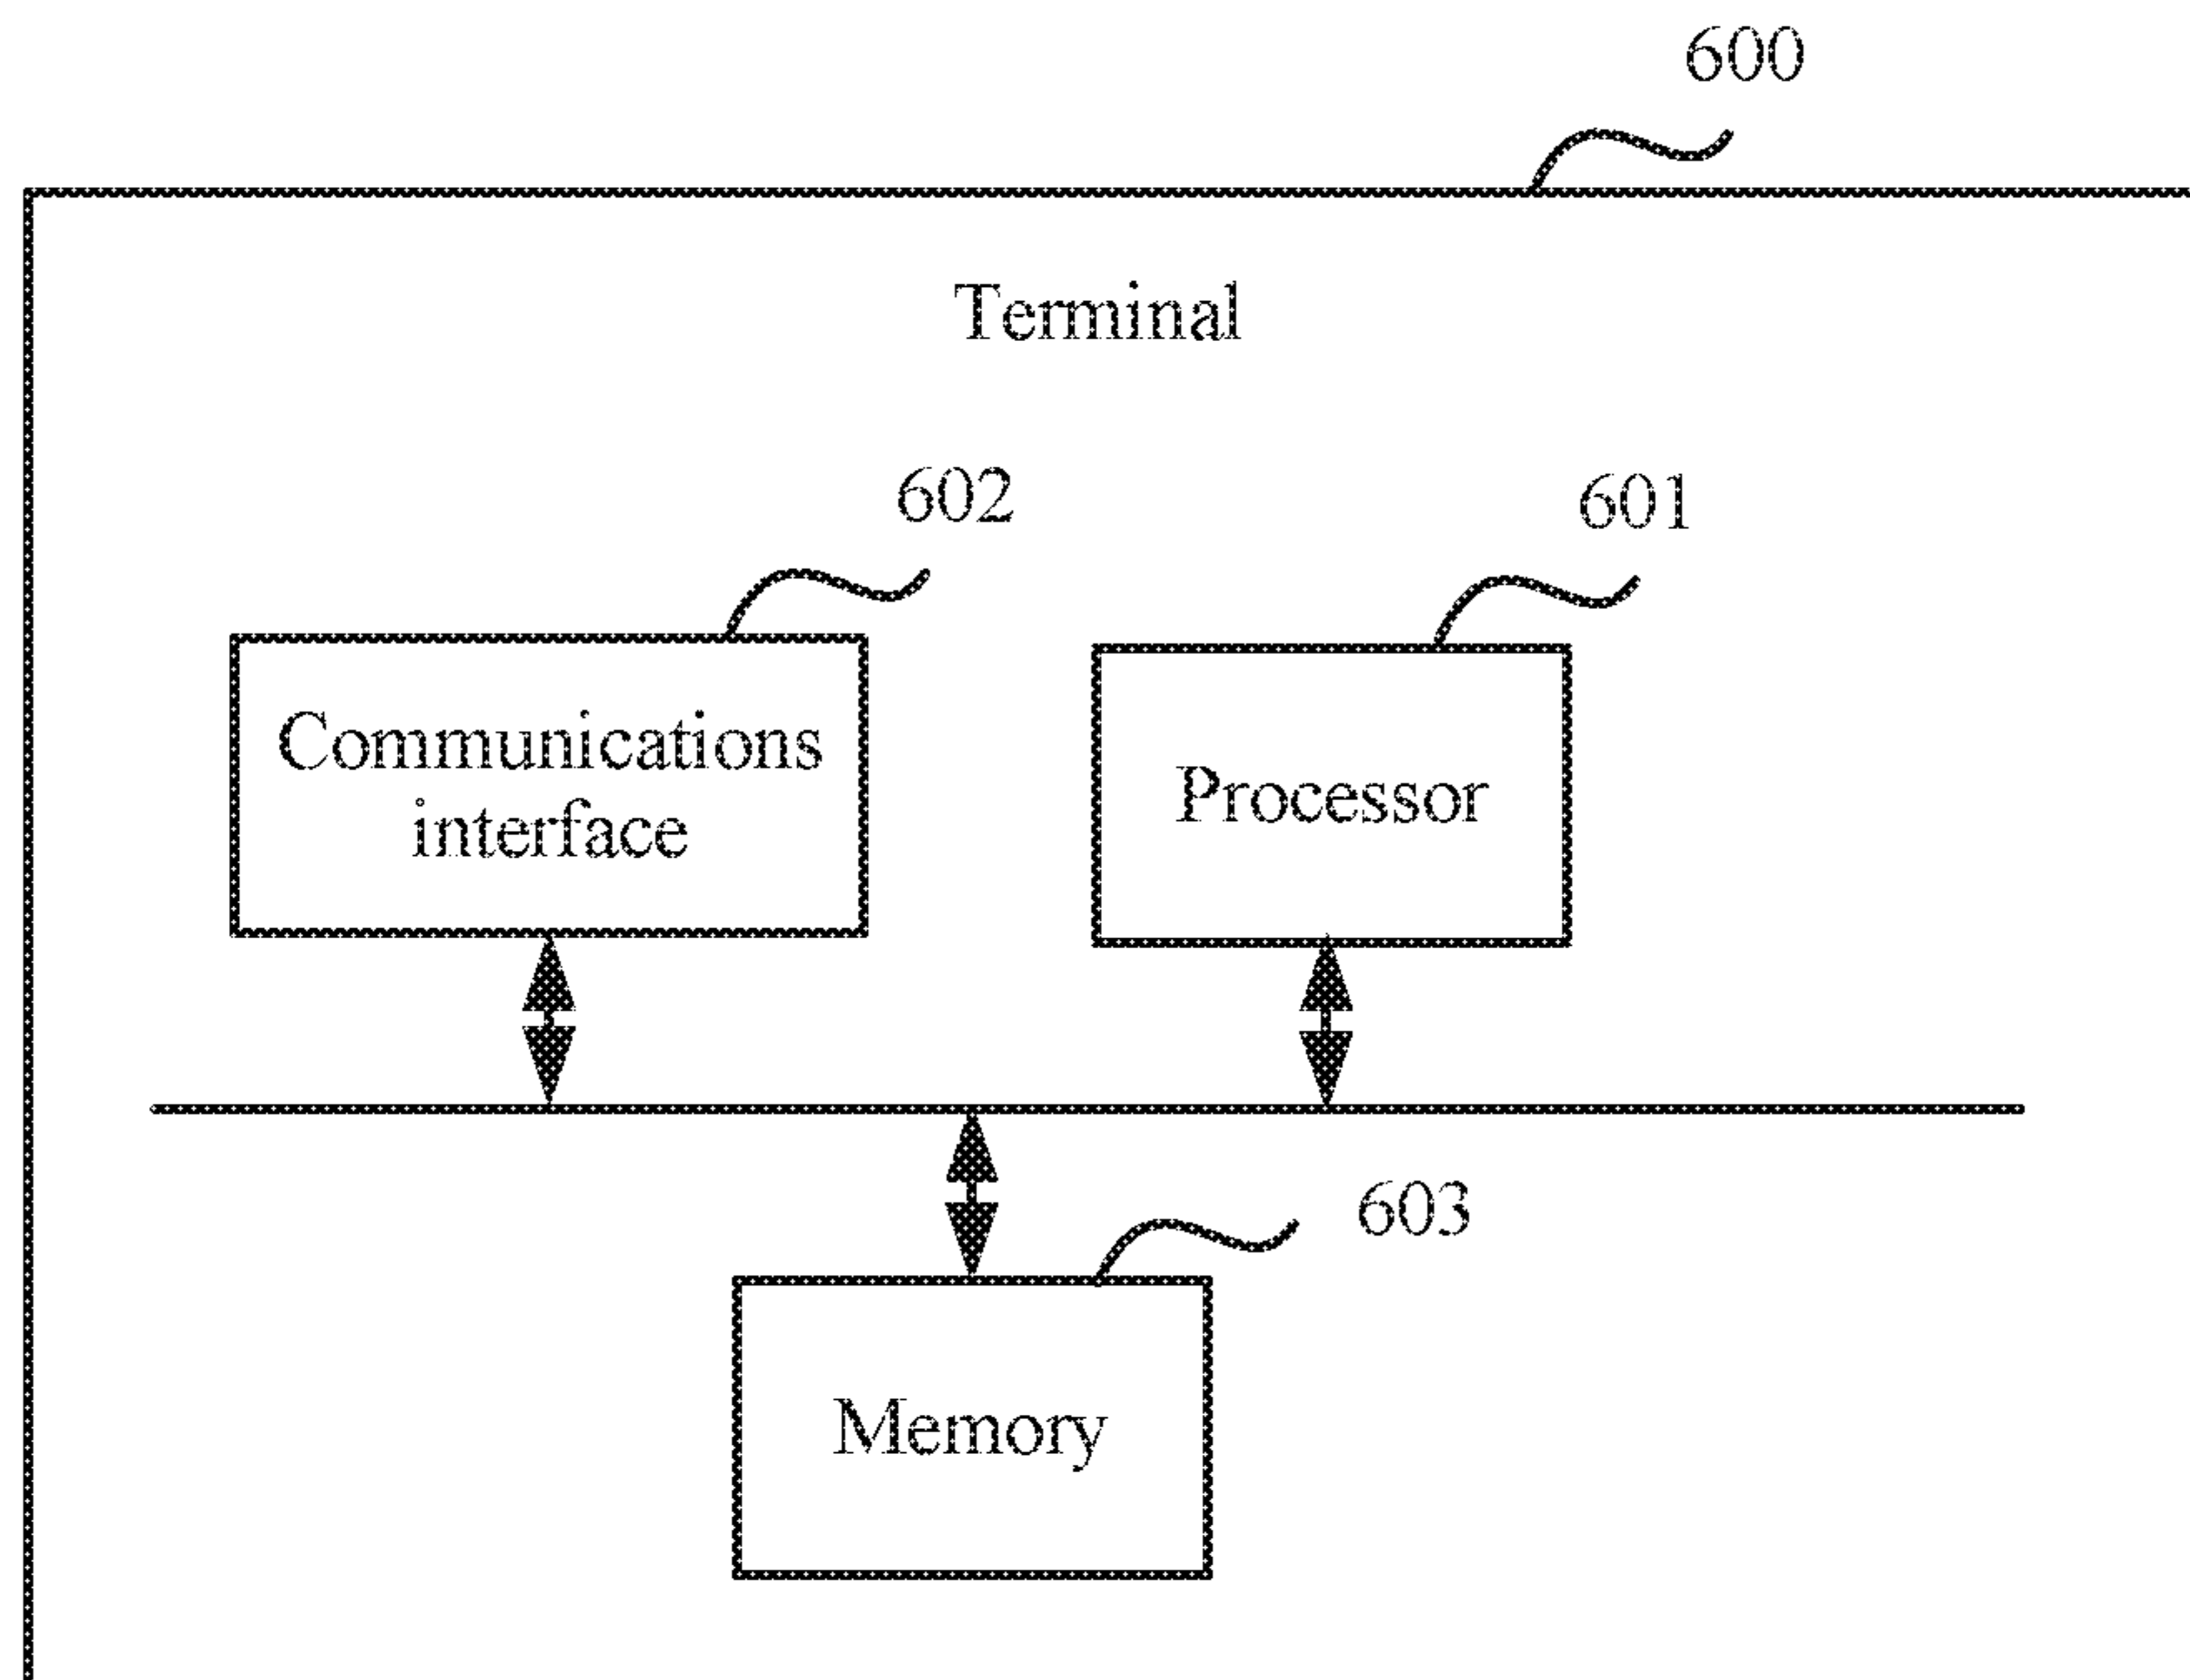 600
Terminal
602
601
Communications
interface
Processor
603
Memory